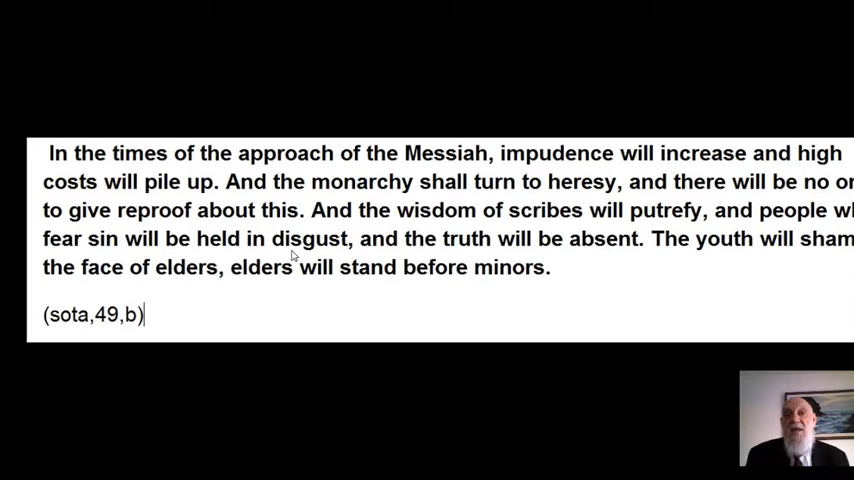 In the times of the approach of the Messiah, impudence will increase and high
costs will pile up. And the monarchy shall turn to heresy, and there will be no
to give reproof about this. And the wisdom of scribes will putrefy, and people
fear sin will be held in disgust, and the truth will be absent. The youth will
the face of elders, elders will stand before minors.
(sota,49,b)